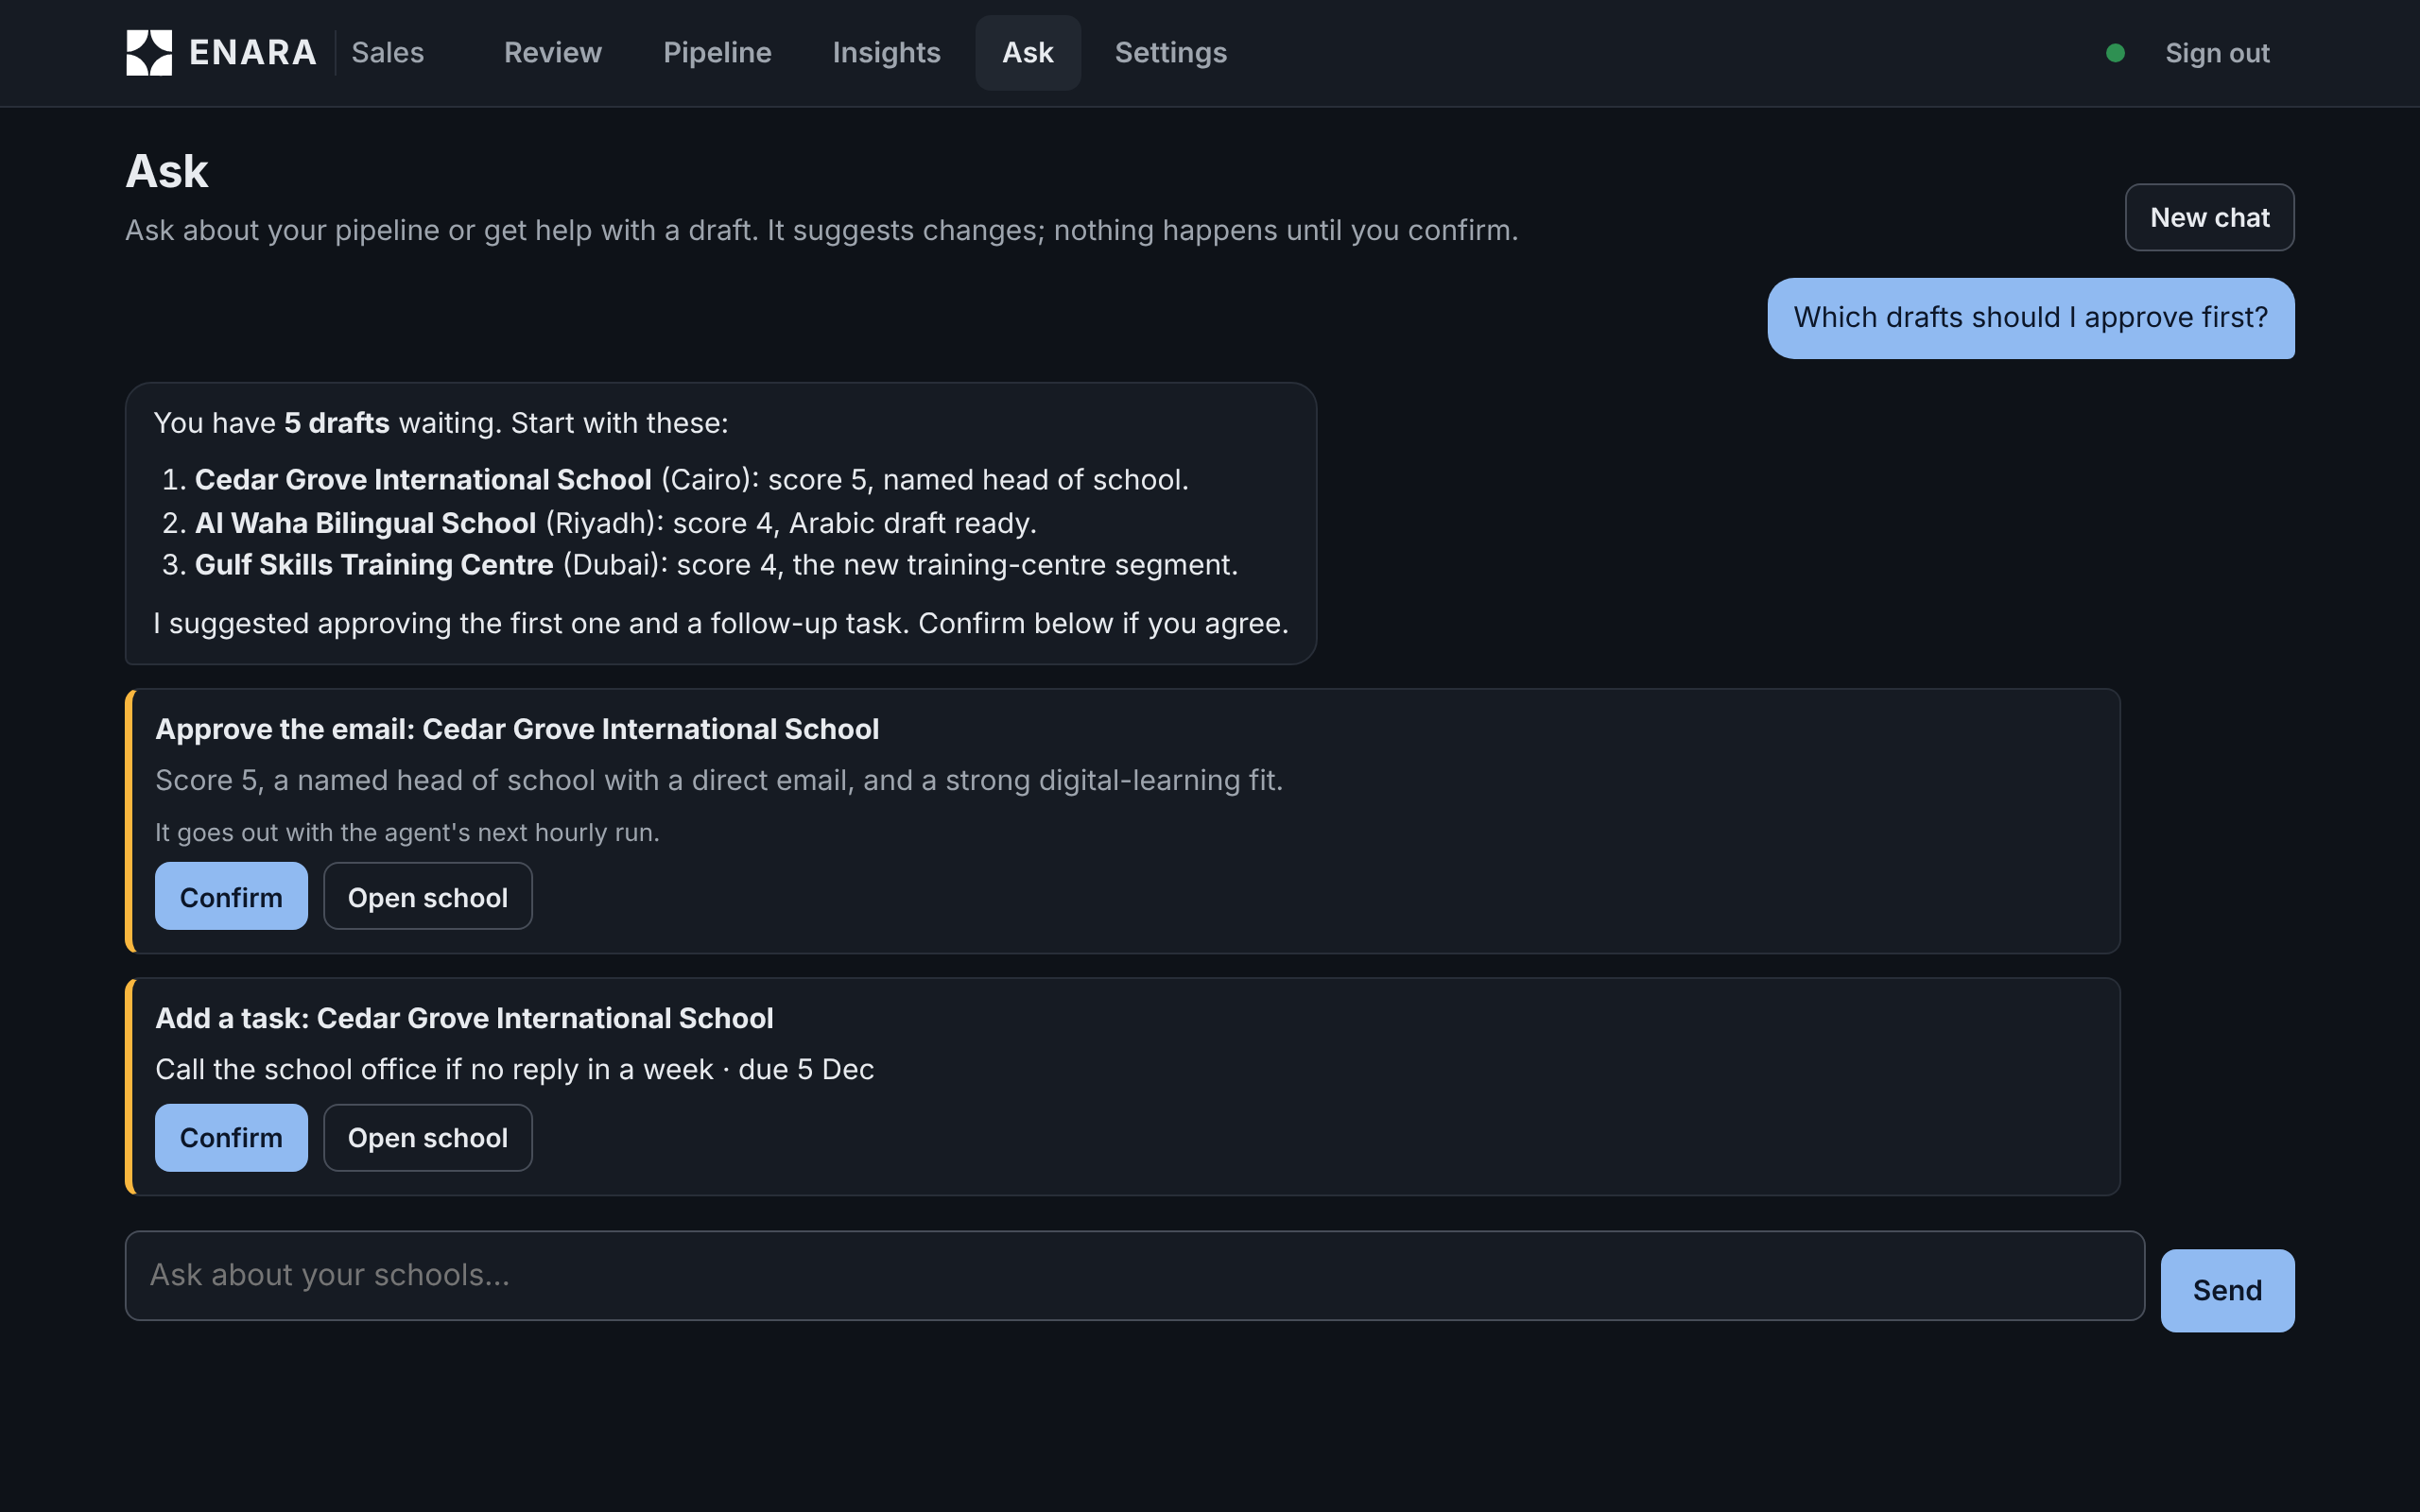 ENARA Sales Review Pipeline Insights Ask Settings Sign out
Ask
Ask about your pipeline or get help with a draft. It suggests changes; nothing happens until you confirm.
New chat
Which drafts should I approve first?
You have 5 drafts waiting. Start with these:
1. Cedar Grove International School (Cairo): score 5, named head of school.
2. Al Waha Bilingual School (Riyadh): score 4, Arabic draft ready.
3. Gulf Skills Training Centre (Dubai): score 4, the new training-centre segment.
I suggested approving the first one and a follow-up task. Confirm below if you agree.
Approve the email: Cedar Grove International School
Score 5, a named head of school with a direct email, and a strong digital-learning fit.
It goes out with the agent's next hourly run.
Confirm Open school
Add a task: Cedar Grove International School
Call the school office if no reply in a week · due 5 Dec
Confirm Open school
Ask about your schools...
Send